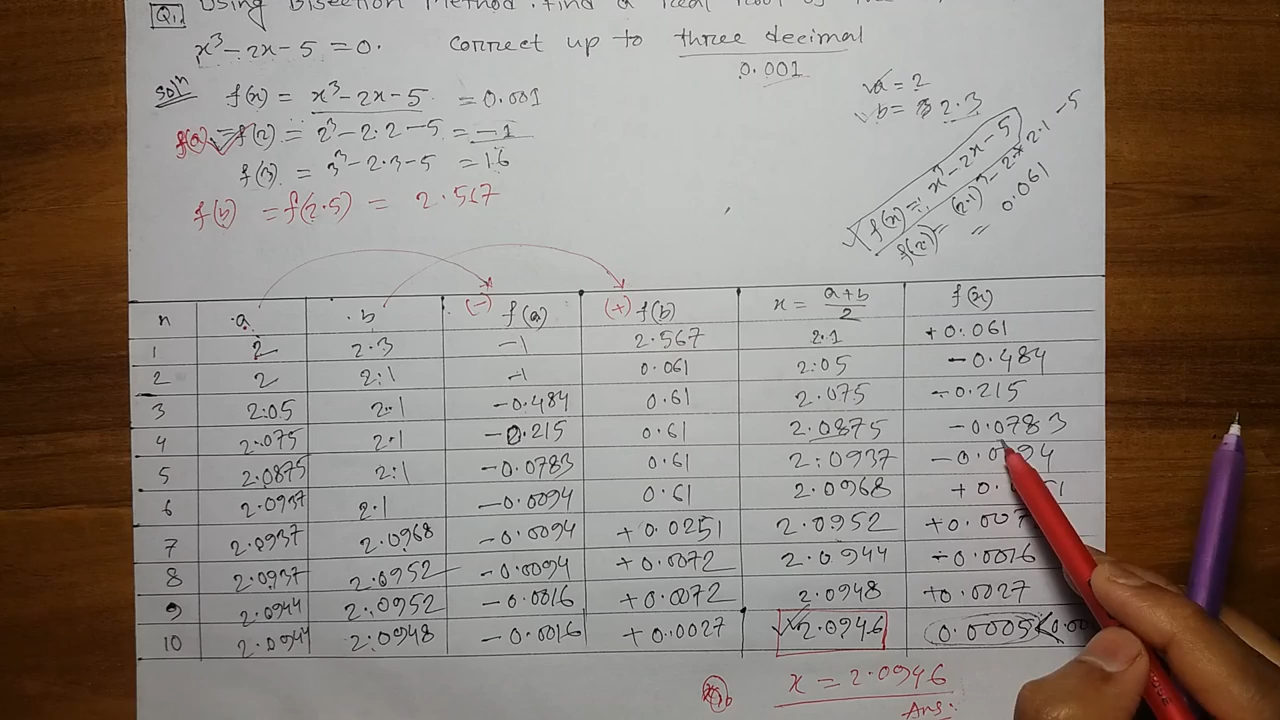 Q.1 Using Bisection Method. find a real root of
x³ - 2x - 5 = 0. Correct up to three decimal
0.001
Solⁿ f(x) = x³ - 2x - 5 = 0.001
f(a) = f(2) = 2³ - 2.2 - 5 = -1
f(3) = 3³ - 2.3 - 5 = 16
f(b) = f(2.5) = 2.567
√a = 2
√b = 2.3
√f(x) = x³ - 2x - 5
f(x) = (2.1)³ - 2 × 2.1 - 5
= 0.061
n a b (-) f(a) (+) f(b) x = a+b/2 f(x)
1 2 2.3 -1 2.567 2.1 +0.061
2 2 2.1 -1 0.061 2.05 -0.484
3 2.05 2.1 -0.484 0.61 2.075 -0.215
4 2.075 2.1 -0.215 0.61 2.0875 -0.0783
5 2.0875 2.1 -0.0783 0.61 2.0937
6 2.0937 2.1 -0.0094 0.61 2.0968
7 2.0937 2.0968 -0.0094 +0.0251 2.0952
8 2.0937 2.0952 -0.0094 +0.0072 2.0944 -0.0016
9 2.0944 2.0952 -0.0016 +0.0072 2.0948 +0.0027
10 2.0944 2.0948 -0.0016 +0.0027 2.0946 0.0005 <
x = 2.0946
Ans: